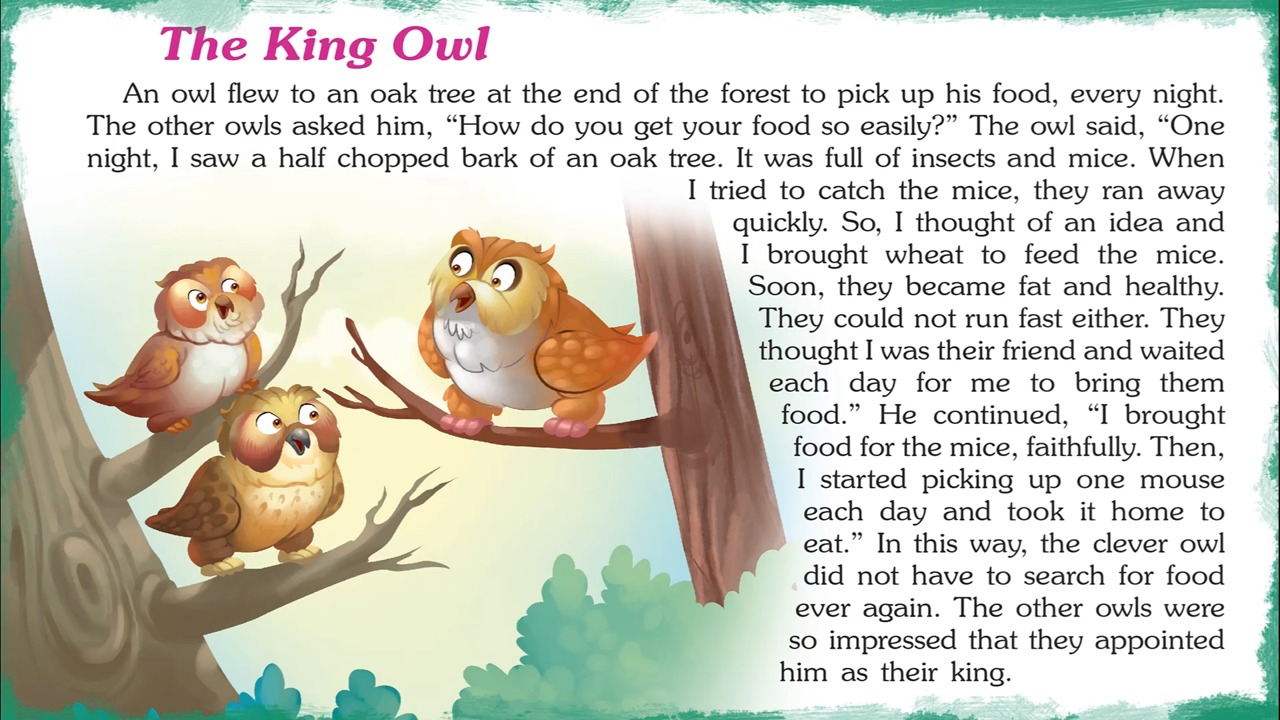 The King Owl
An owl flew to an oak tree at the end of the forest to pick up his food, every night.
The other owls asked him, “How do you get your food so easily?” The owl said, “One
night, I saw a half chopped bark of an oak tree. It was full of insects and mice. When
I tried to catch the mice, they ran away
quickly. So, I thought of an idea and
I brought wheat to feed the mice.
Soon, they became fat and healthy.
They could not run fast either. They
thought I was their friend and waited
each day for me to bring them
food.” He continued, “I brought
food for the mice, faithfully. Then,
I started picking up one mouse
each day and took it home to
eat.” In this way, the clever owl
did not have to search for food
ever again. The other owls were
so impressed that they appointed
him as their king.